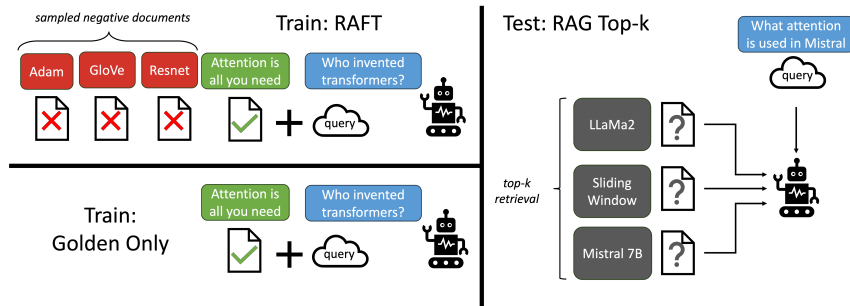 sampled negative documents
Train: RAFT
Adam
GloVe
Resnet
Attention is
all you need
Who invented
transformers?
query
Train:
Golden Only
Attention is
all you need
Who invented
transformers?
query
Test: RAG Top-k
What attention
is used in Mistral
query
top-k
retrieval
LLaMa2
?
Sliding
Window
?
Mistral 7B
?